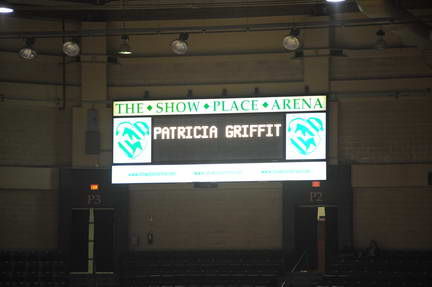 THE ◆ SHOW ◆ PLACE ◆ ARENA
PATRICIA GRIFFIT
P3
P2